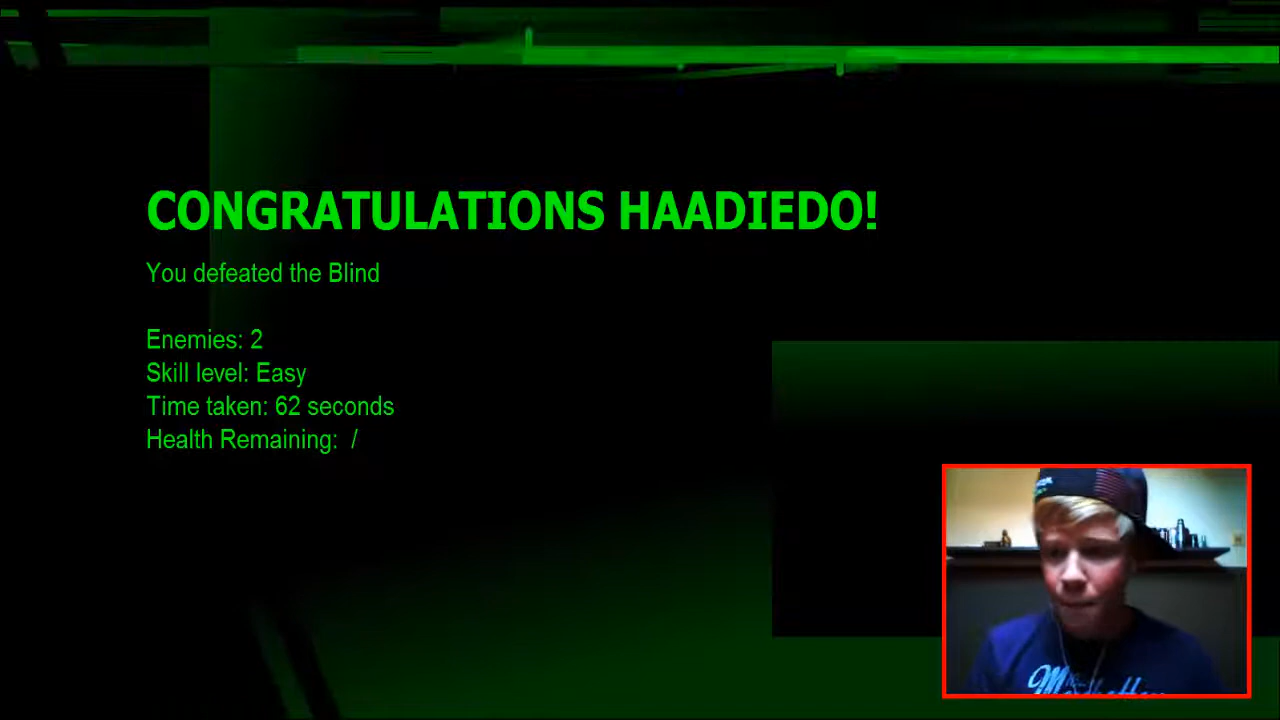 CONGRATULATIONS HAADIEDO!
You defeated the Blind
Enemies: 2
Skill level: Easy
Time taken: 62 seconds
Health Remaining: /